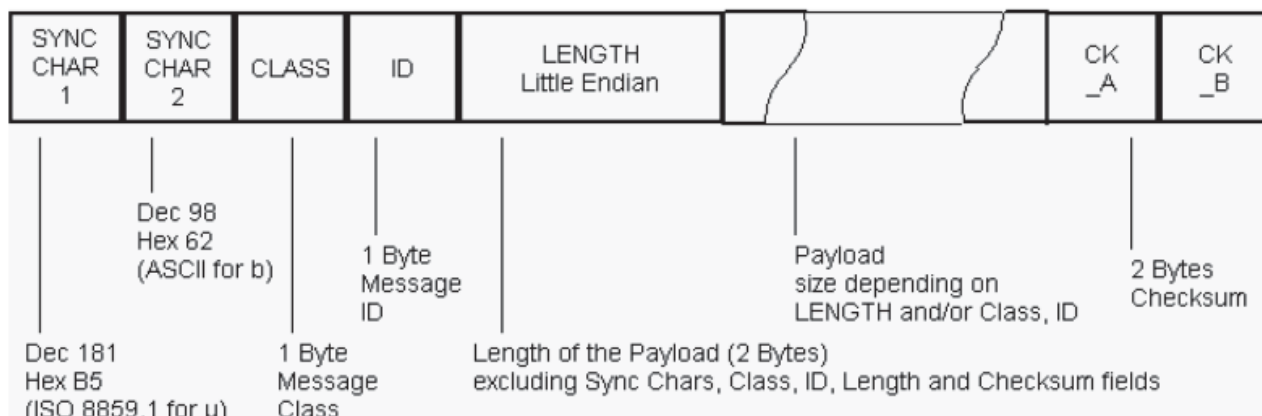 SYNC
CHAR
1
SYNC
CHAR
2
CLASS
ID
LENGTH
Little Endian
CK
_A
CK
_B
Dec 98
Hex 62
(ASCII for b)
1 Byte
Message
ID
Payload
size depending on
LENGTH and/or Class, ID
2 Bytes
Checksum
Dec 181
Hex B5
(ISO 8859.1 for μ)
1 Byte
Message
Class
Length of the Payload (2 Bytes)
excluding Sync Chars, Class, ID, Length and Checksum fields